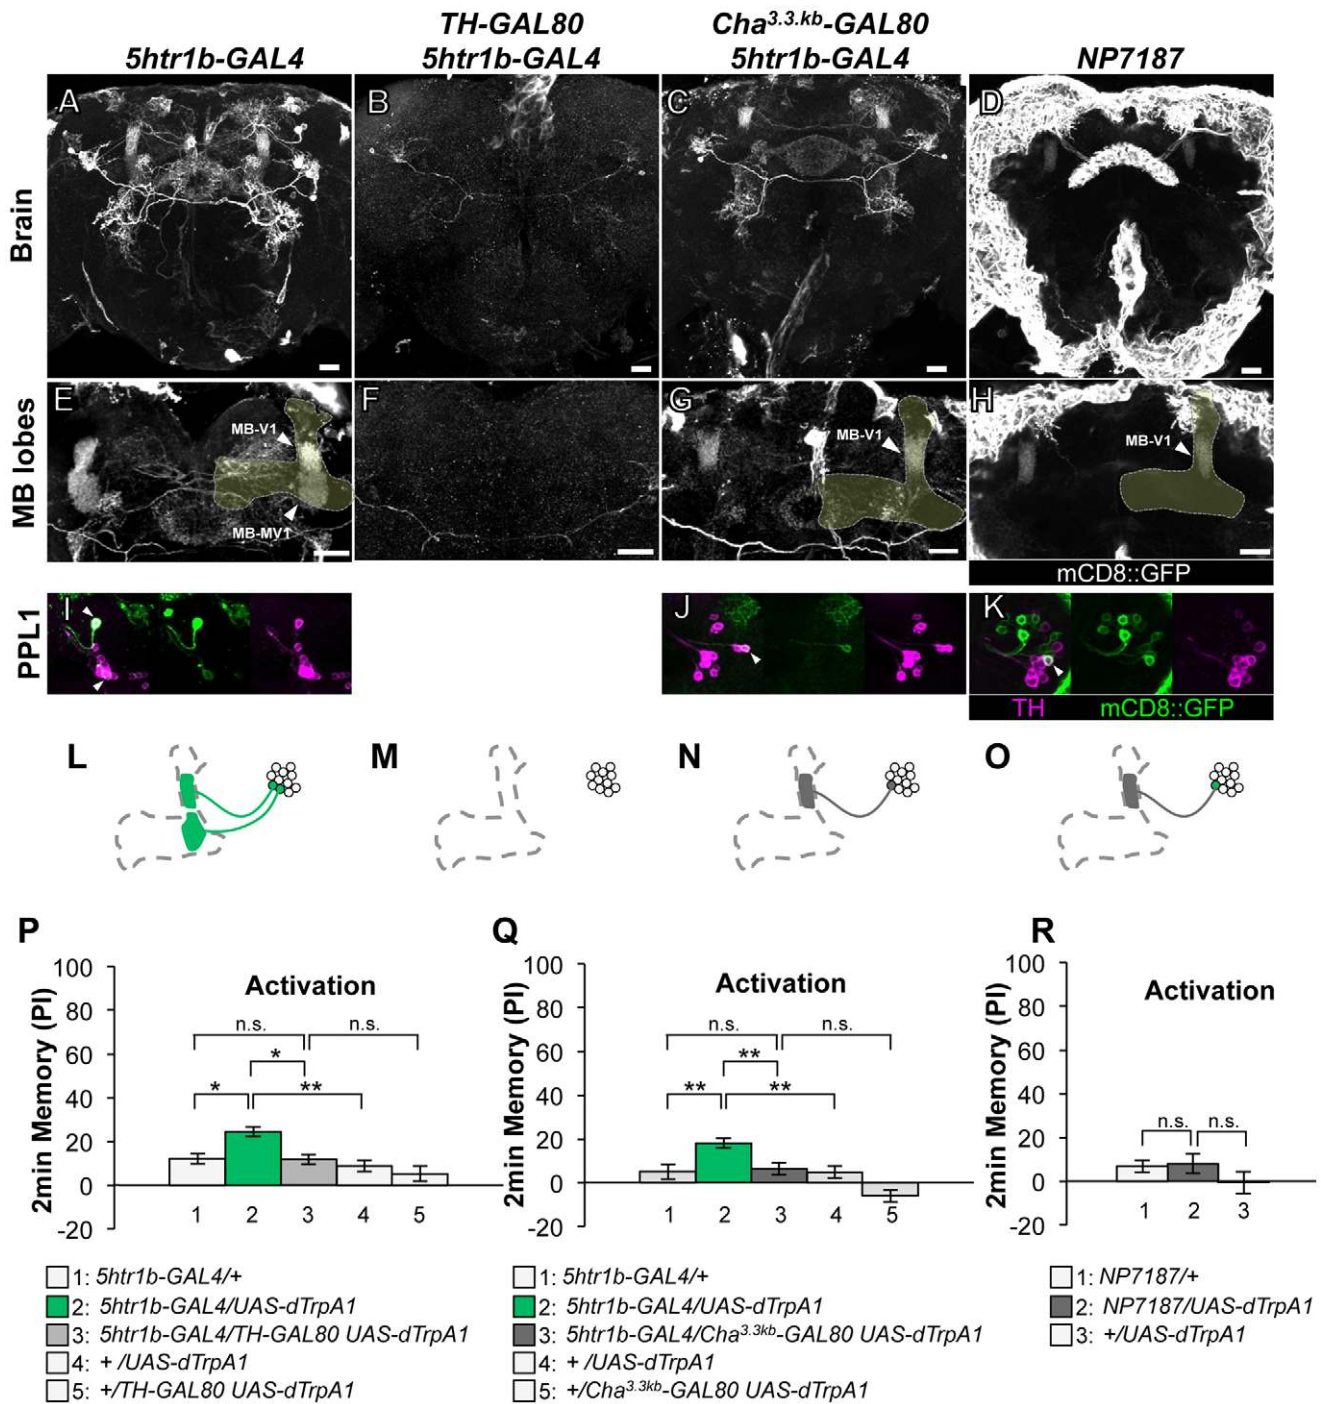 TH-GAL80 Cha3.3.kb-GAL80
5htr1b-GAL4 5htr1b-GAL4 5htr1b-GAL4 NP7187
Brain
A B C D
MB lobes
E F G H
MB-V1 MB-V1 MB-V1
MB-MV1
mCD8::GFP
PPL1
I J K
TH mCD8::GFP
L M N O
P
2min Memory (PI)
Activation
100
80
60
40
20
0
-20
n.s. n.s.
*
* **
1 2 3 4 5
1: 5htr1b-GAL4/+
2: 5htr1b-GAL4/UAS-dTrpA1
3: 5htr1b-GAL4/TH-GAL80 UAS-dTrpA1
4: + /UAS-dTrpA1
5: +/TH-GAL80 UAS-dTrpA1
Q
2min Memory (PI)
Activation
100
80
60
40
20
0
-20
n.s. n.s.
**
** **
1 2 3 4 5
1: 5htr1b-GAL4/+
2: 5htr1b-GAL4/UAS-dTrpA1
3: 5htr1b-GAL4/Cha3.3kb-GAL80 UAS-dTrpA1
4: + /UAS-dTrpA1
5: +/Cha3.3kb-GAL80 UAS-dTrpA1
R
2min Memory (PI)
Activation
100
80
60
40
20
0
-20
n.s. n.s.
1 2 3
1: NP7187/+
2: NP7187/UAS-dTrpA1
3: +/UAS-dTrpA1